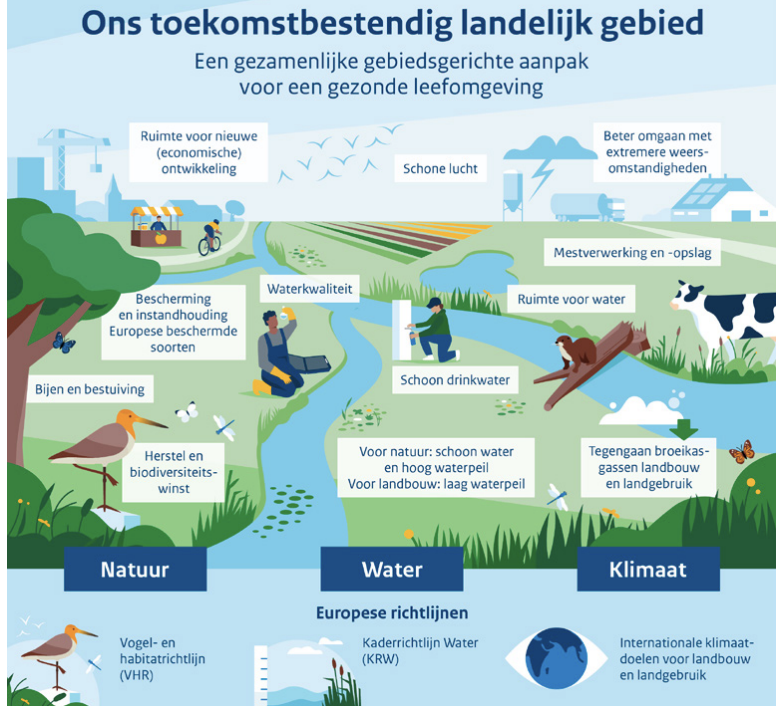 Ons toekomstbestendig landelijk gebied
Een gezamenlijke gebiedsgerichte aanpak
voor een gezonde leefomgeving
Ruimte voor nieuwe
(economische)
ontwikkeling
Schone lucht
Beter omgaan met
extremere weers-
omstandigheden
Mestverwerking en -opslag
Bescherming
en instandhouding
Europese beschermde
soorten
Waterkwaliteit
Ruimte voor water
Bijen en bestuiving
Schoon drinkwater
Herstel en
biodiversiteits-
winst
Voor natuur: schoon water
en hoog waterpeil
Voor landbouw: laag waterpeil
Tegengaan broeikas-
gassen landbouw
en landgebruik
Natuur
Water
Klimaat
Europese richtlijnen
Vogel- en
habitatrichtlijn
(VHR)
Kaderrichtlijn Water
(KRW)
Internationale klimaat-
doelen voor landbouw
en landgebruik